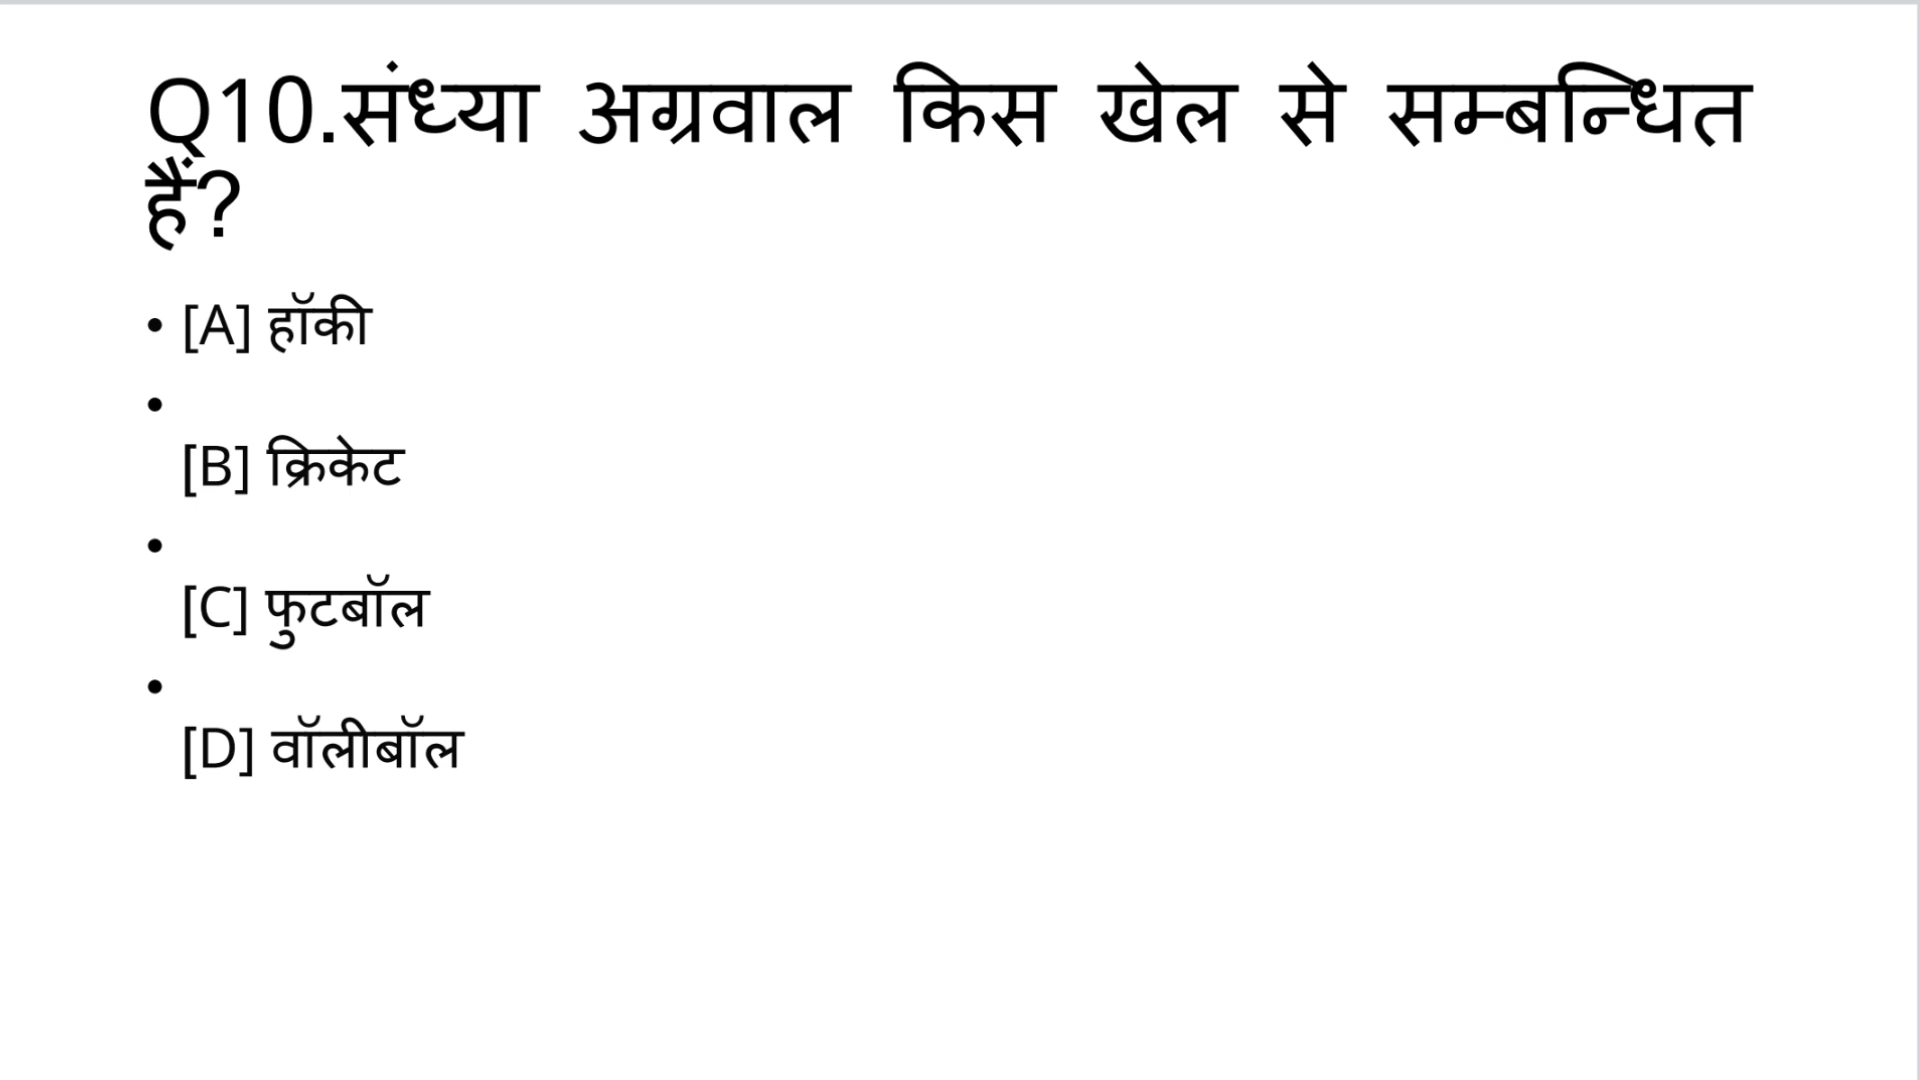 Q10.संध्या अग्रवाल किस खेल से सम्बन्धित
हैं?
• [A] हॉकी
•
[B] क्रिकेट
•
[C] फुटबॉल
•
[D] वॉलीबॉल